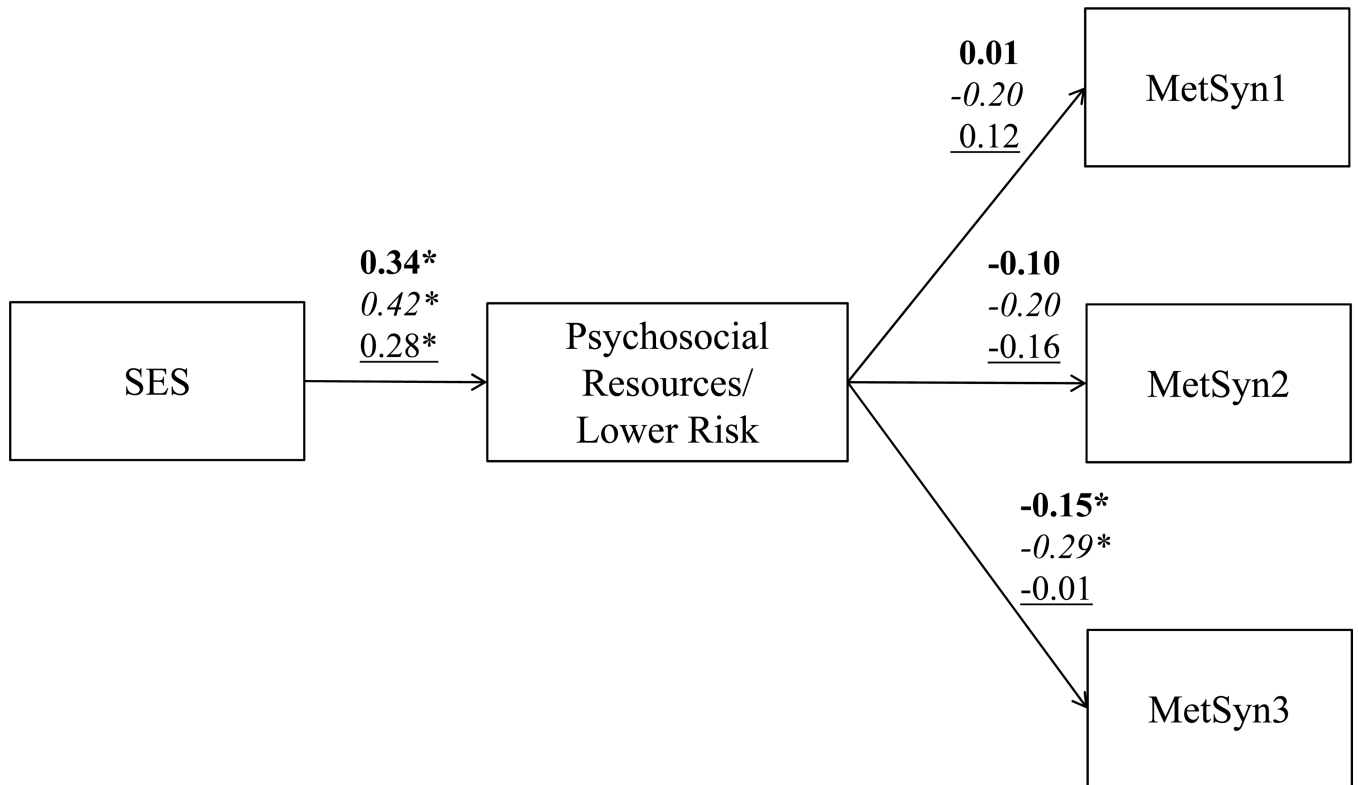 0.01
-0.20
0.12
MetSyn1
0.34*
0.42*
0.28*
-0.10
-0.20
-0.16
SES
Psychosocial
Resources/
Lower Risk
MetSyn2
-0.15*
-0.29*
-0.01
MetSyn3